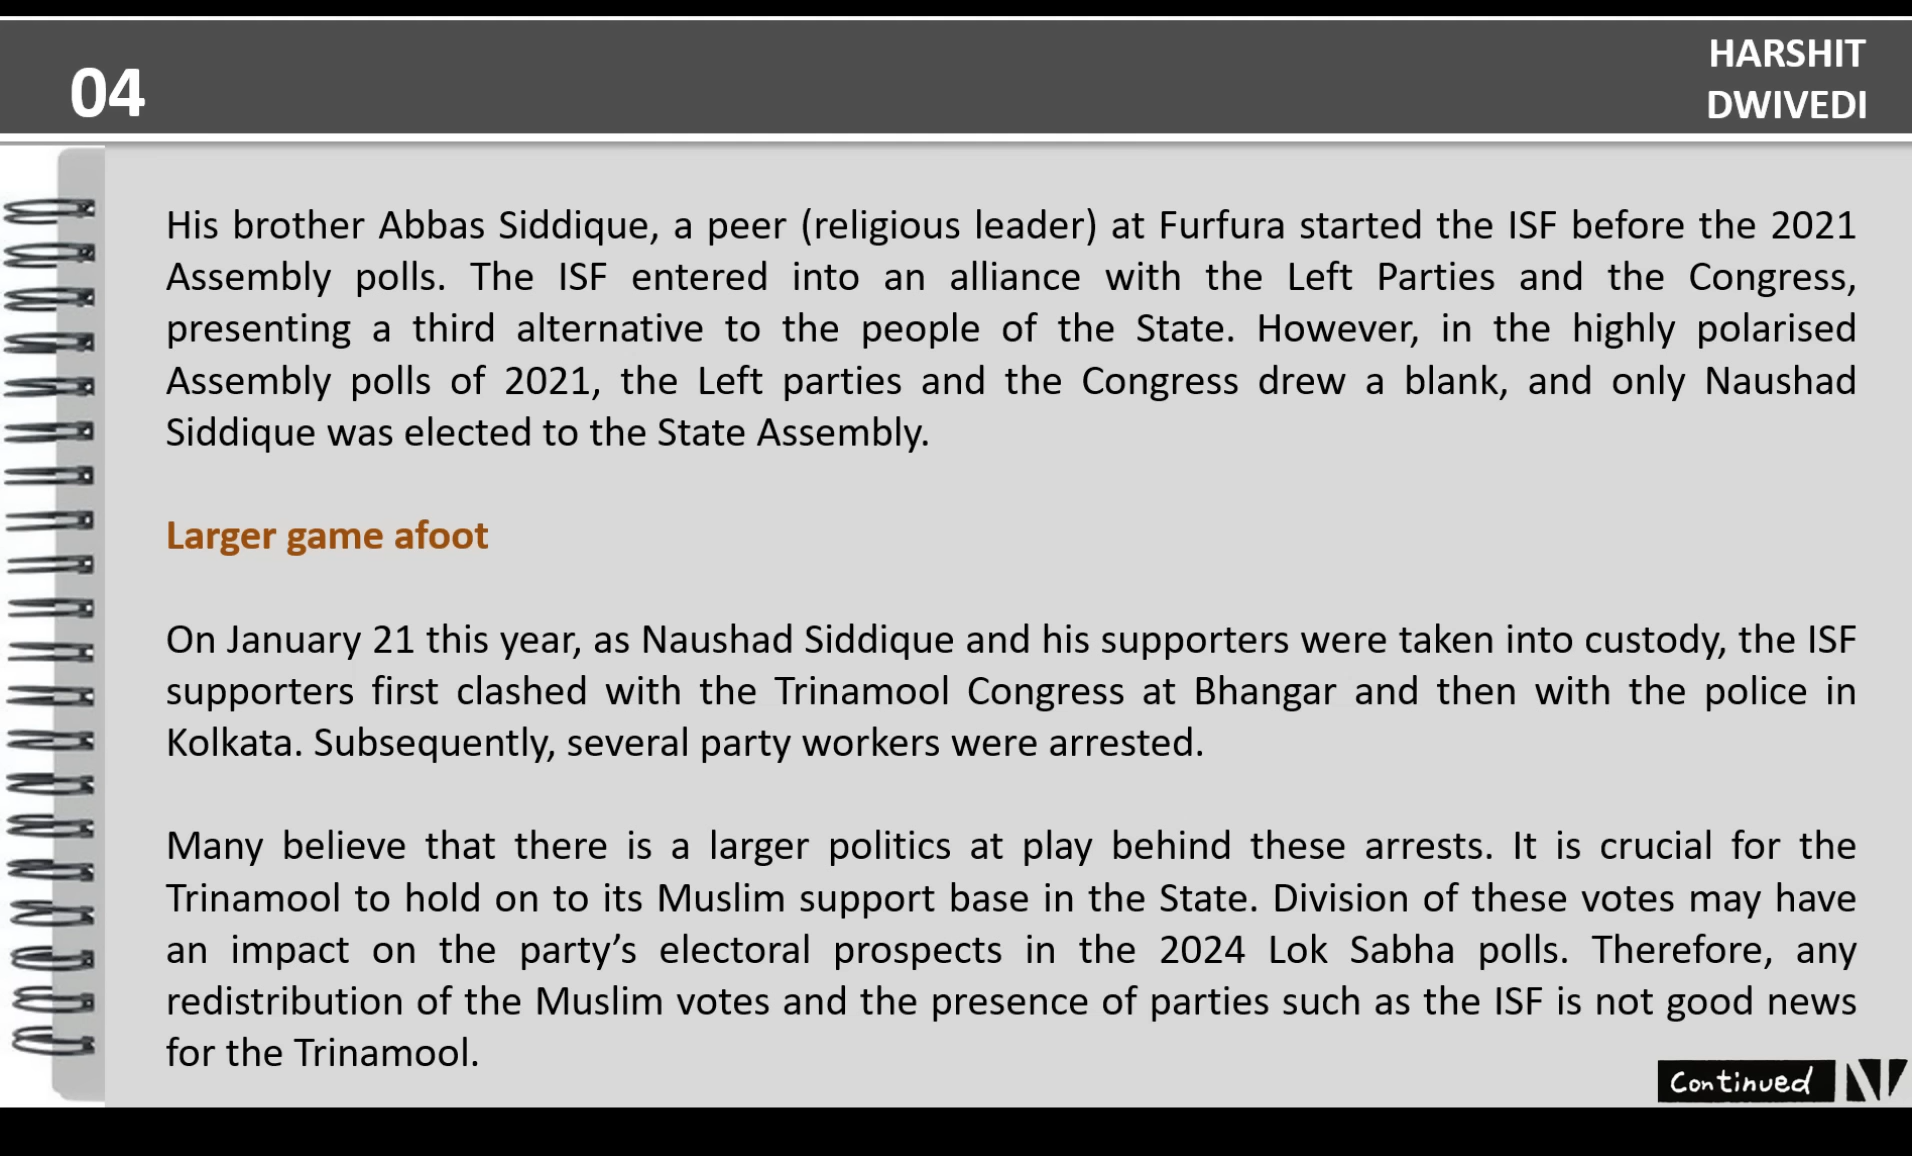 04
HARSHIT
DWIVEDI
His brother Abbas Siddique, a peer (religious leader) at Furfura started the ISF before the 2021
Assembly polls. The ISF entered into an alliance with the Left Parties and the Congress,
presenting a third alternative to the people of the State. However, in the highly polarised
Assembly polls of 2021, the Left parties and the Congress drew a blank, and only Naushad
Siddique was elected to the State Assembly.
Larger game afoot
On January 21 this year, as Naushad Siddique and his supporters were taken into custody, the ISF
supporters first clashed with the Trinamool Congress at Bhangar and then with the police in
Kolkata. Subsequently, several party workers were arrested.
Many believe that there is a larger politics at play behind these arrests. It is crucial for the
Trinamool to hold on to its Muslim support base in the State. Division of these votes may have
an impact on the party’s electoral prospects in the 2024 Lok Sabha polls. Therefore, any
redistribution of the Muslim votes and the presence of parties such as the ISF is not good news
for the Trinamool.
Continued